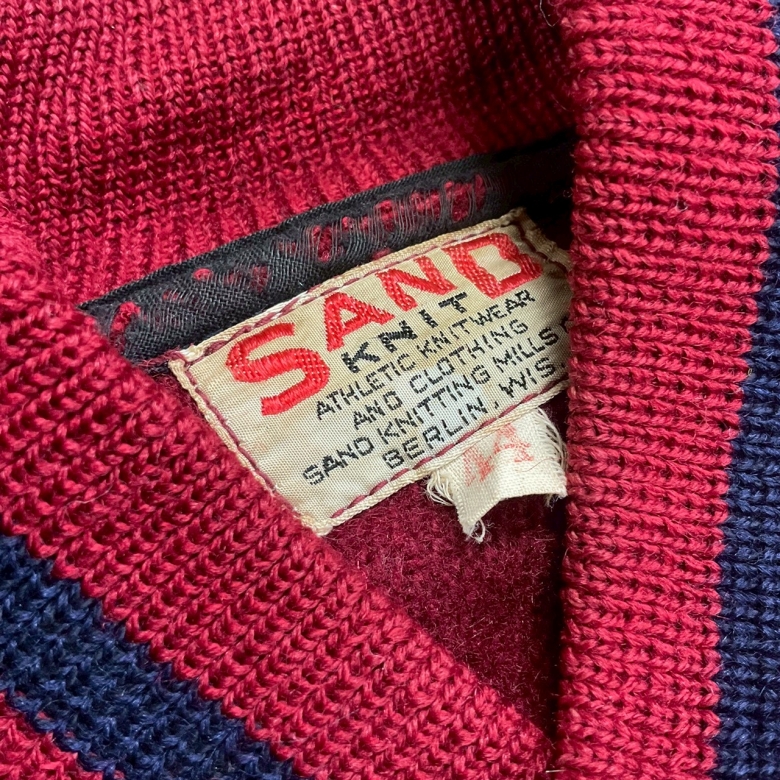 SAND
KNIT
ATHLETIC KNITWEAR
AND CLOTHING
SAND KNITTING MILLS
BERLIN, WIS.